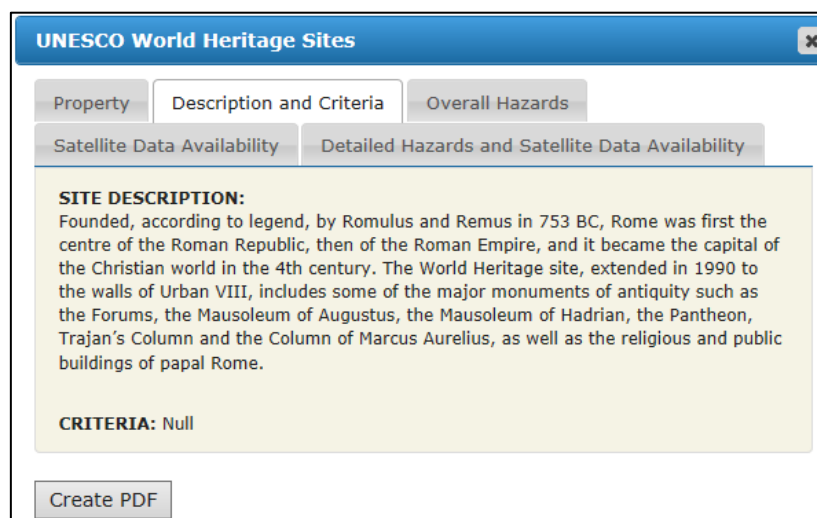 UNESCO World Heritage Sites
Property
Description and Criteria
Overall Hazards
Satellite Data Availability
Detailed Hazards and Satellite Data Availability
SITE DESCRIPTION:
Founded, according to legend, by Romulus and Remus in 753 BC, Rome was first the
centre of the Roman Republic, then of the Roman Empire, and it became the capital of
the Christian world in the 4th century. The World Heritage site, extended in 1990 to
the walls of Urban VIII, includes some of the major monuments of antiquity such as
the Forums, the Mausoleum of Augustus, the Mausoleum of Hadrian, the Pantheon,
Trajan’s Column and the Column of Marcus Aurelius, as well as the religious and public
buildings of papal Rome.
CRITERIA: Null
Create PDF